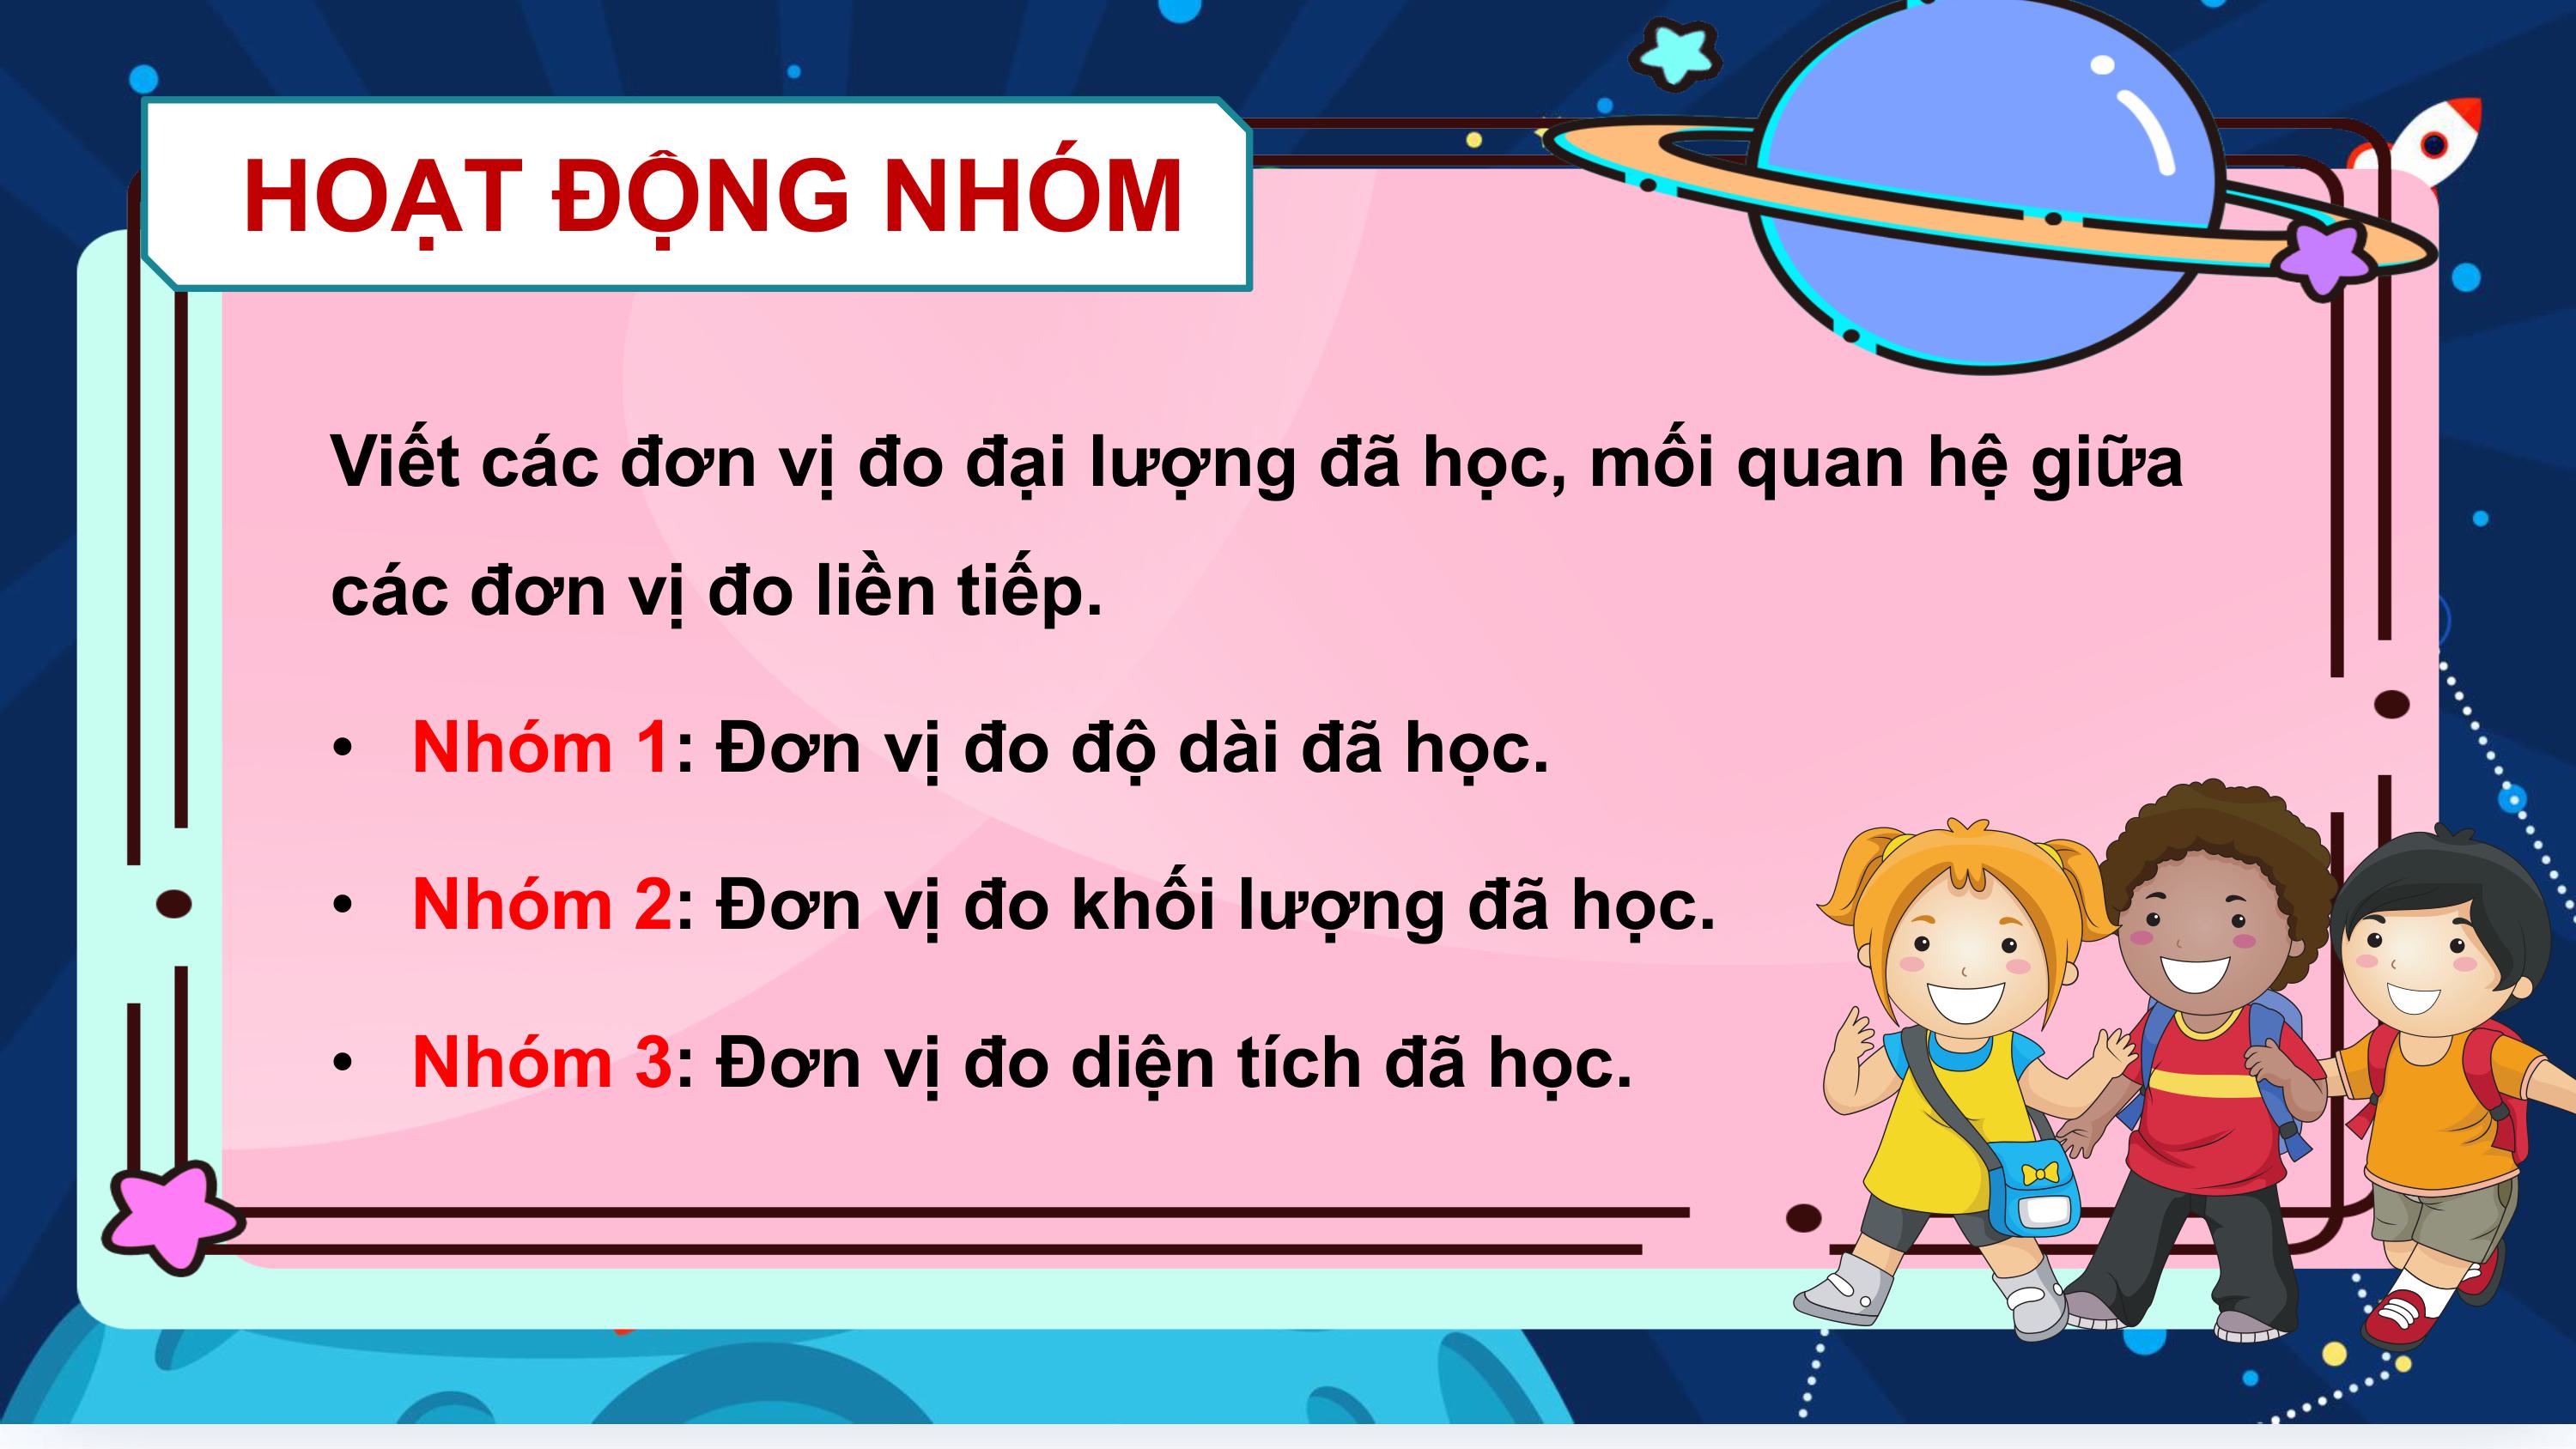 HOẠT ĐỘNG NHÓM
Viết các đơn vị đo đại lượng đã học, mối quan hệ giữa
các đơn vị đo liền tiếp.
• Nhóm 1: Đơn vị đo độ dài đã học.
• Nhóm 2: Đơn vị đo khối lượng đã học.
• Nhóm 3: Đơn vị đo diện tích đã học.